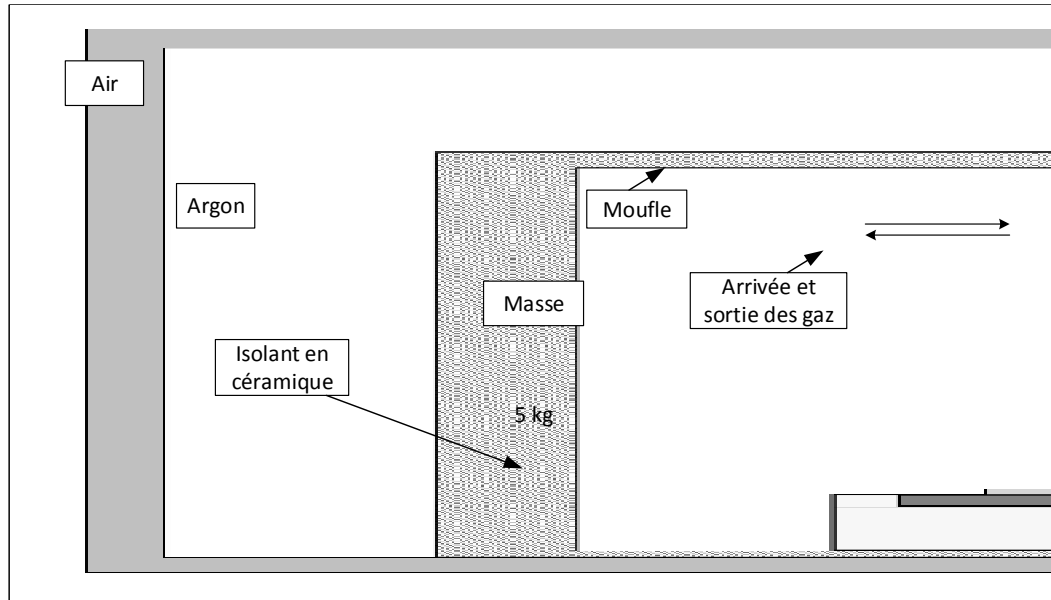 Air
Argon
Moufle
Arrivée et
sortie des gaz
Masse
Isolant en
céramique
5 kg